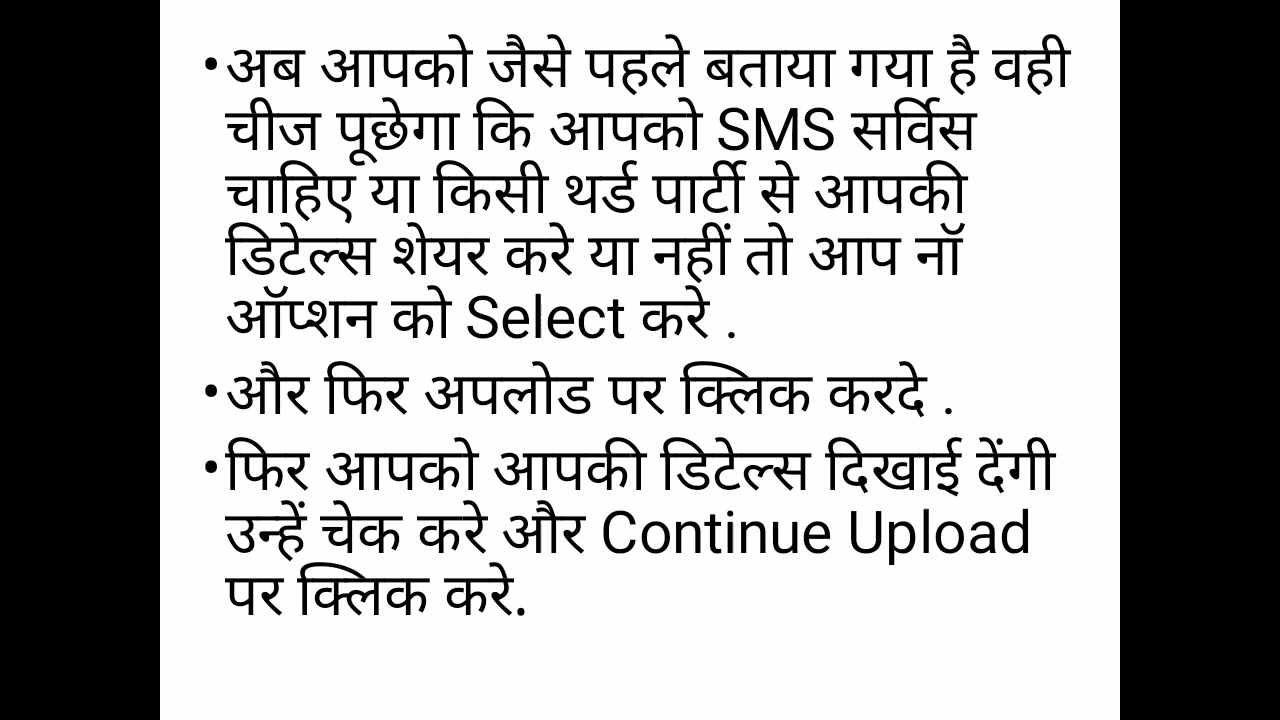 •अब आपको जैसे पहले बताया गया है वही
चीज पूछेगा कि आपको SMS सर्विस
चाहिए या किसी थर्ड पार्टी से आपकी
डिटेल्स शेयर करे या नहीं तो आप नॉ
ऑप्शन को Select करे .
•और फिर अपलोड पर क्लिक करदे .
•फिर आपको आपकी डिटेल्स दिखाई देंगी
उन्हें चेक करे और Continue Upload
पर क्लिक करे.